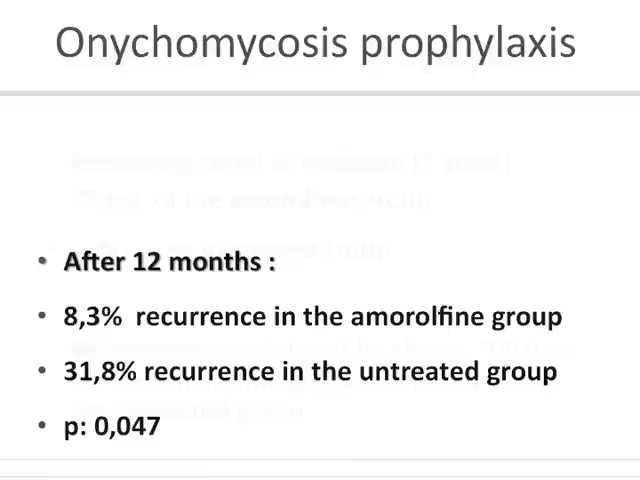 Onychomycosis prophylaxis
• After 12 months :
• 8,3% recurrence in the amorolfine group
• 31,8% recurrence in the untreated group
• p: 0,047